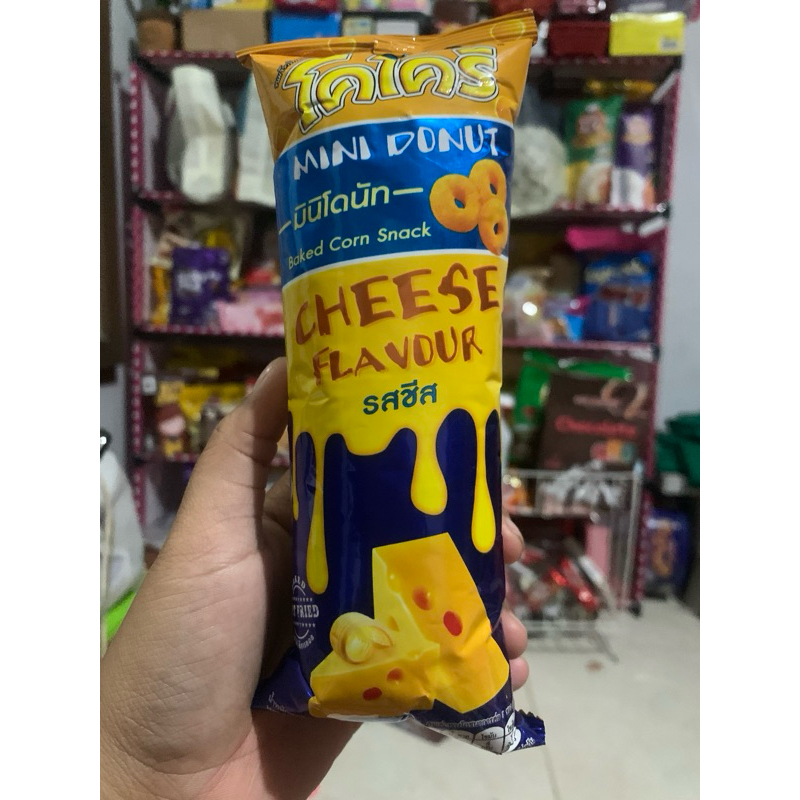 โคโคริ
MINI DONUT
มินิโดนัท
Baked Corn Snack
CHEESE
FLAVOUR
รสชีส
FRIED